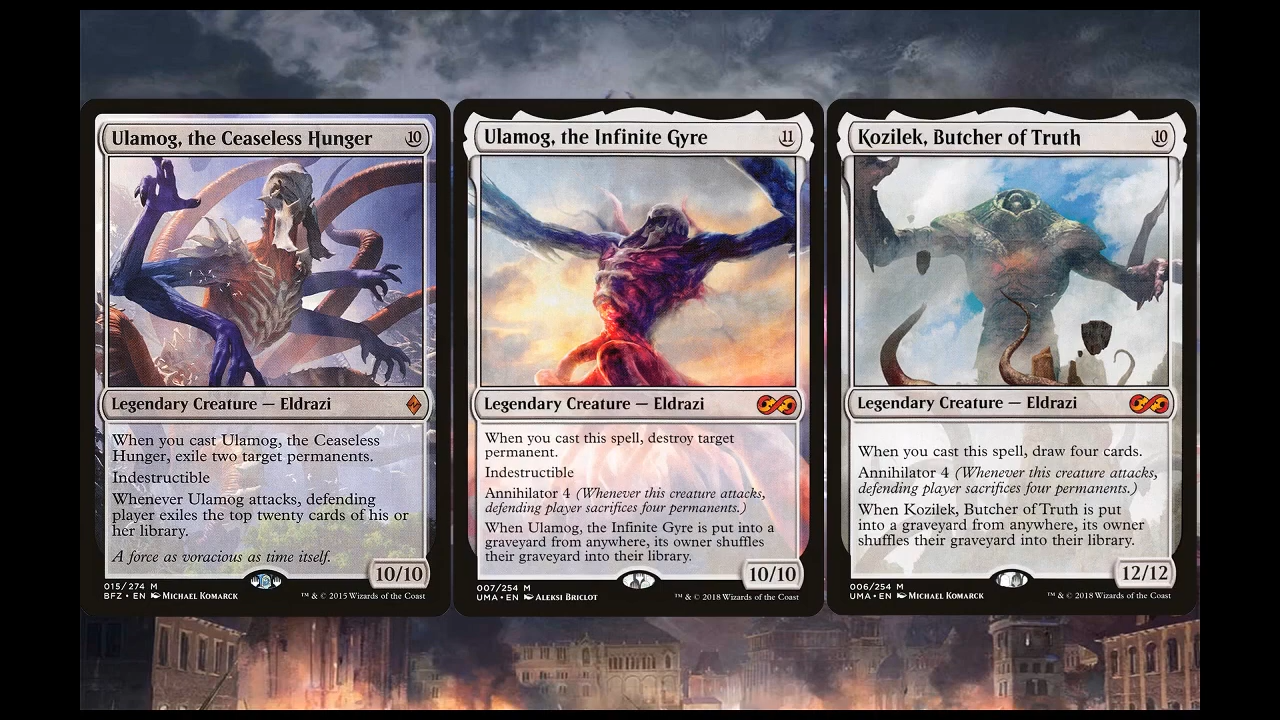 Ulamog, the Ceaseless Hunger 10
Legendary Creature — Eldrazi
When you cast Ulamog, the Ceaseless
Hunger, exile two target permanents.
Indestructible
Whenever Ulamog attacks, defending
player exiles the top twenty cards of his or
her library.
A force as voracious as time itself.
10/10
015/274 M
BFZ • EN Michael Komarck
™ & © 2015 Wizards of the Coast
Ulamog, the Infinite Gyre 11
Legendary Creature — Eldrazi
When you cast this spell, destroy target
permanent.
Indestructible
Annihilator 4 (Whenever this creature attacks,
defending player sacrifices four permanents.)
When Ulamog, the Infinite Gyre is put into a
graveyard from anywhere, its owner shuffles
their graveyard into their library.
10/10
007/254 M
UMA • EN Aleksi Briclot
™ & © 2018 Wizards of the Coast
Kozilek, Butcher of Truth 10
Legendary Creature — Eldrazi
When you cast this spell, draw four cards.
Annihilator 4 (Whenever this creature attacks,
defending player sacrifices four permanents.)
When Kozilek, Butcher of Truth is put
into a graveyard from anywhere, its owner
shuffles their graveyard into their library.
12/12
006/254 M
UMA • EN Michael Komarck
™ & © 2018 Wizards of the Coast